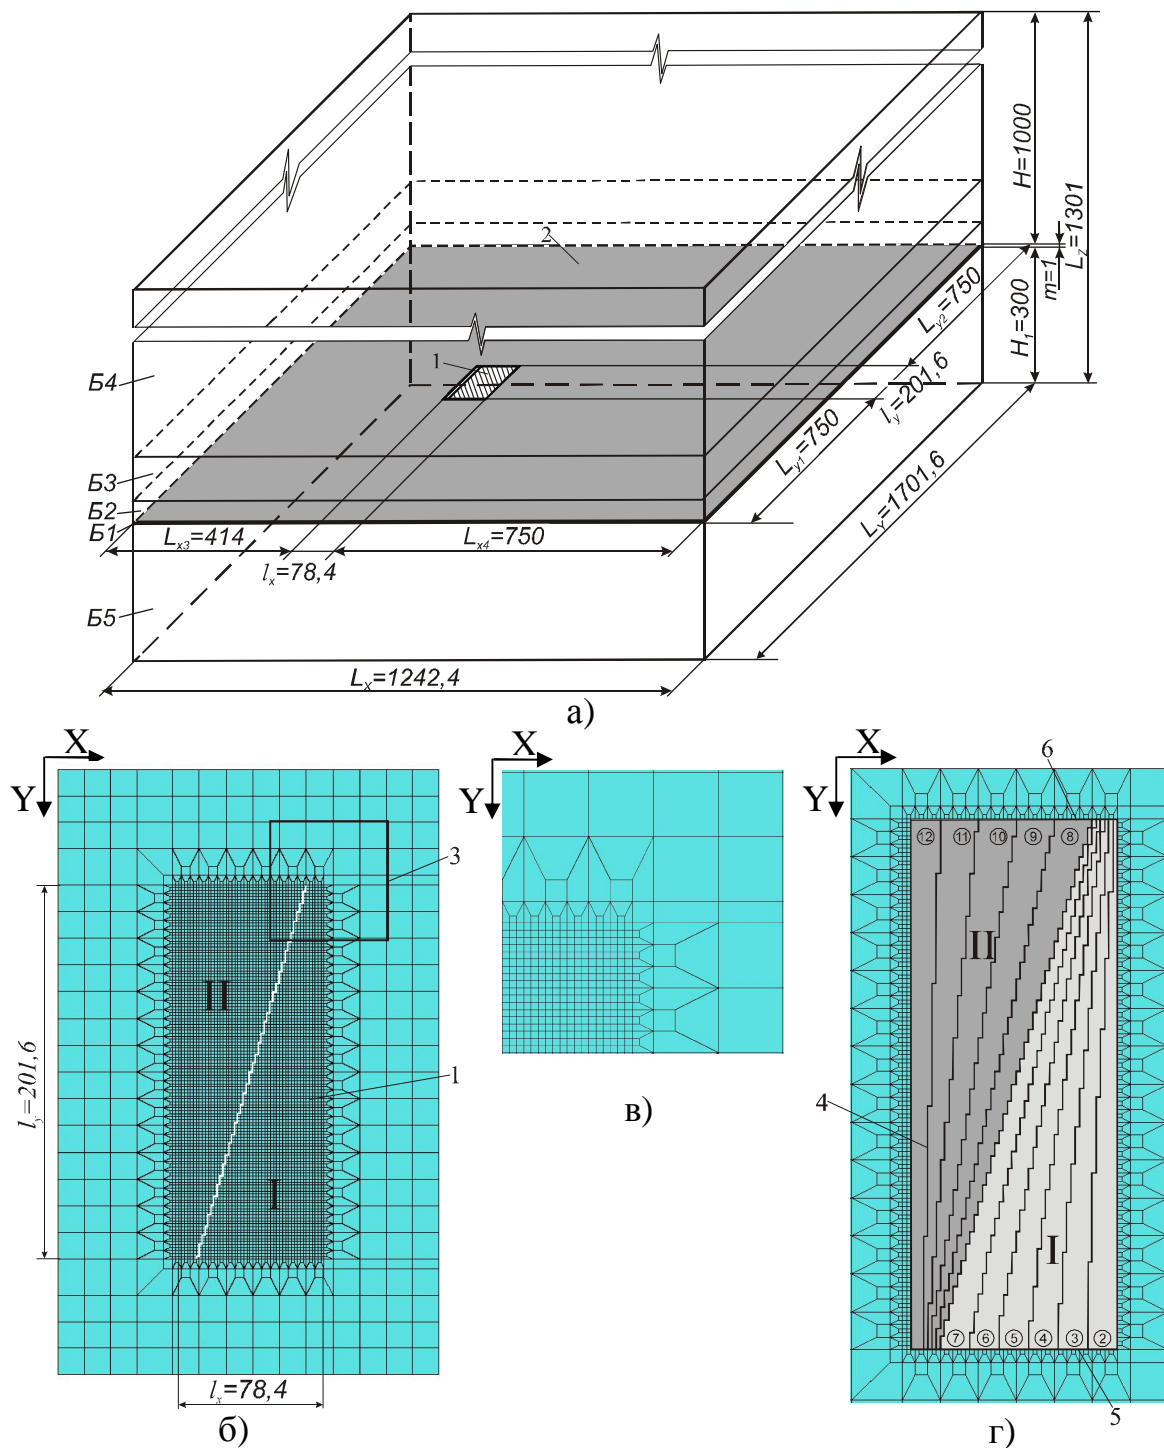 H=1000
L_z=1301
m=1
H₁=300
2
L_y2=750
1
l_y=201,6
L_y1=750
L_y=1701,6
Б4
Б3
Б2
Б1
L_x3=414
L_x4=750
l_x=78,4
Б5
L_x=1242,4
а)
X
Y
3
II
1
I
l_y=201,6
l_x=78,4
б)
X
Y
в)
X
Y
6
12 11 10 9 8
II
4
I
7 6 5 4 3 2
5
г)